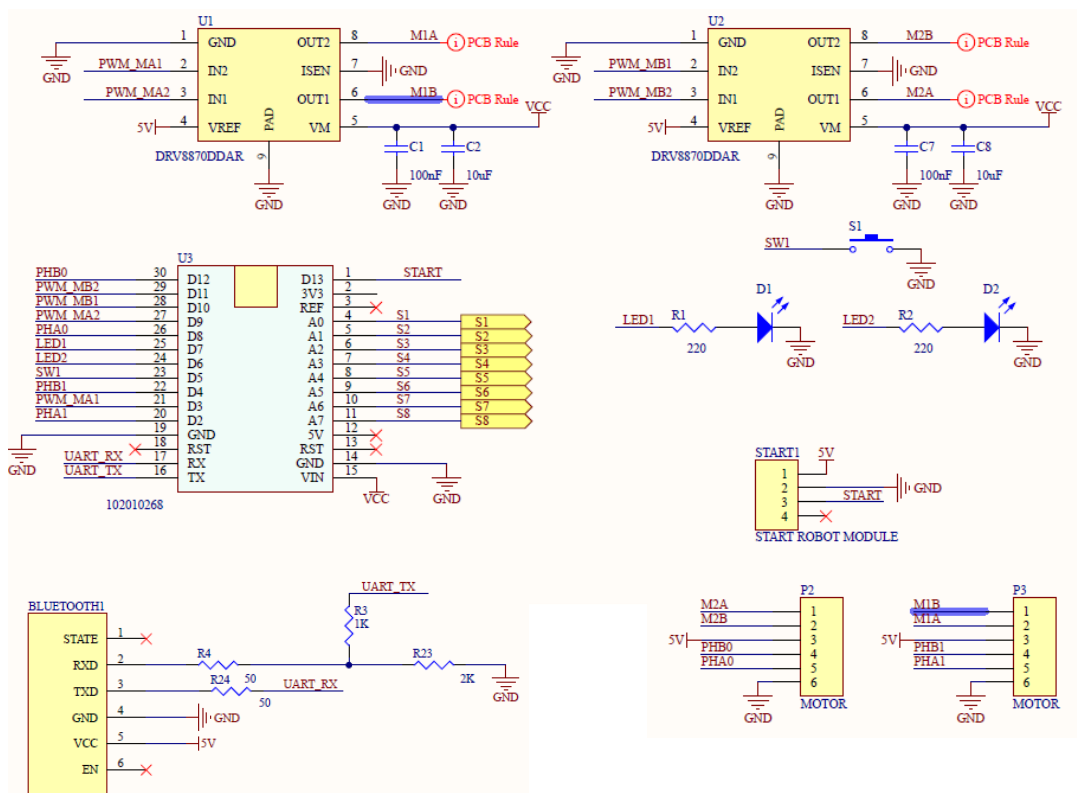 U1
1 GND OUT2 8 M1A i PCB Rule
GND
PWM_MA1 2 IN2 ISEN 7 GND
PWM_MA2 3 IN1 OUT1 6 M1B i PCB Rule
5V 4 VREF PAD VM 5 VCC
9
DRV8870DDAR
C1 C2
100nF 10uF
GND GND GND
U2
1 GND OUT2 8 M2B i PCB Rule
GND
PWM_MB1 2 IN2 ISEN 7 GND
PWM_MB2 3 IN1 OUT1 6 M2A i PCB Rule
5V 4 VREF PAD VM 5 VCC
9
DRV8870DDAR
C7 C8
100nF 10uF
GND GND GND
S1
SW1
GND
D1
LED1 R1
220
GND
D2
LED2 R2
220
GND
U3
PHB0 30 D12 D13 1 START
PWM_MB2 29 D11 3V3 2
PWM_MB1 28 D10 REF 3
PWM_MA2 27 D9 A0 4 S1 S1
PHA0 26 D8 A1 5 S2 S2
LED1 25 D7 A2 6 S3 S3
LED2 24 D6 A3 7 S4 S4
SW1 23 D5 A4 8 S5 S5
PHB1 22 D4 A5 9 S6 S6
PWM_MA1 21 D3 A6 10 S7 S7
PHA1 20 D2 A7 11 S8 S8
19 GND 5V 12
18 RST RST 13
UART_RX 17 RX GND 14
UART_TX 16 TX VIN 15
GND
VCC GND
102010268
START1
5V
1
2 GND
3 START
4
START ROBOT MODULE
BLUETOOTH1
STATE 1
RXD 2
TXD 3
GND 4 GND
VCC 5 5V
EN 6
UART_TX
R3
1K
R4
50
R23
2K
GND
R24
50
UART_RX
P2
M2A 1
M2B 2
5V 3
PHB0 4
PHA0 5
6
GND
MOTOR
P3
M1B 1
M1A 2
5V 3
PHB1 4
PHA1 5
6
GND
MOTOR